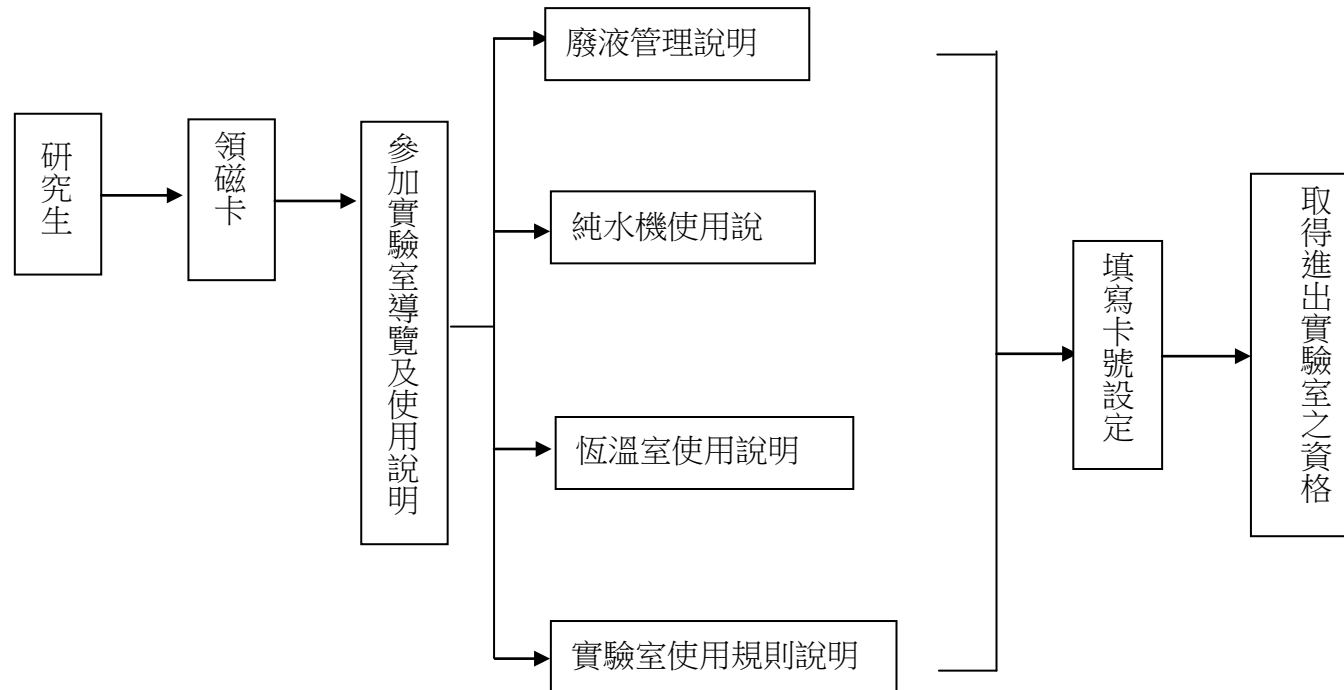 研究生
領磁卡
參加實驗室導覽及使用說明
廢液管理說明
純水機使用說
恆溫室使用說明
實驗室使用規則說明
填寫卡號設定
取得進出實驗室之資格